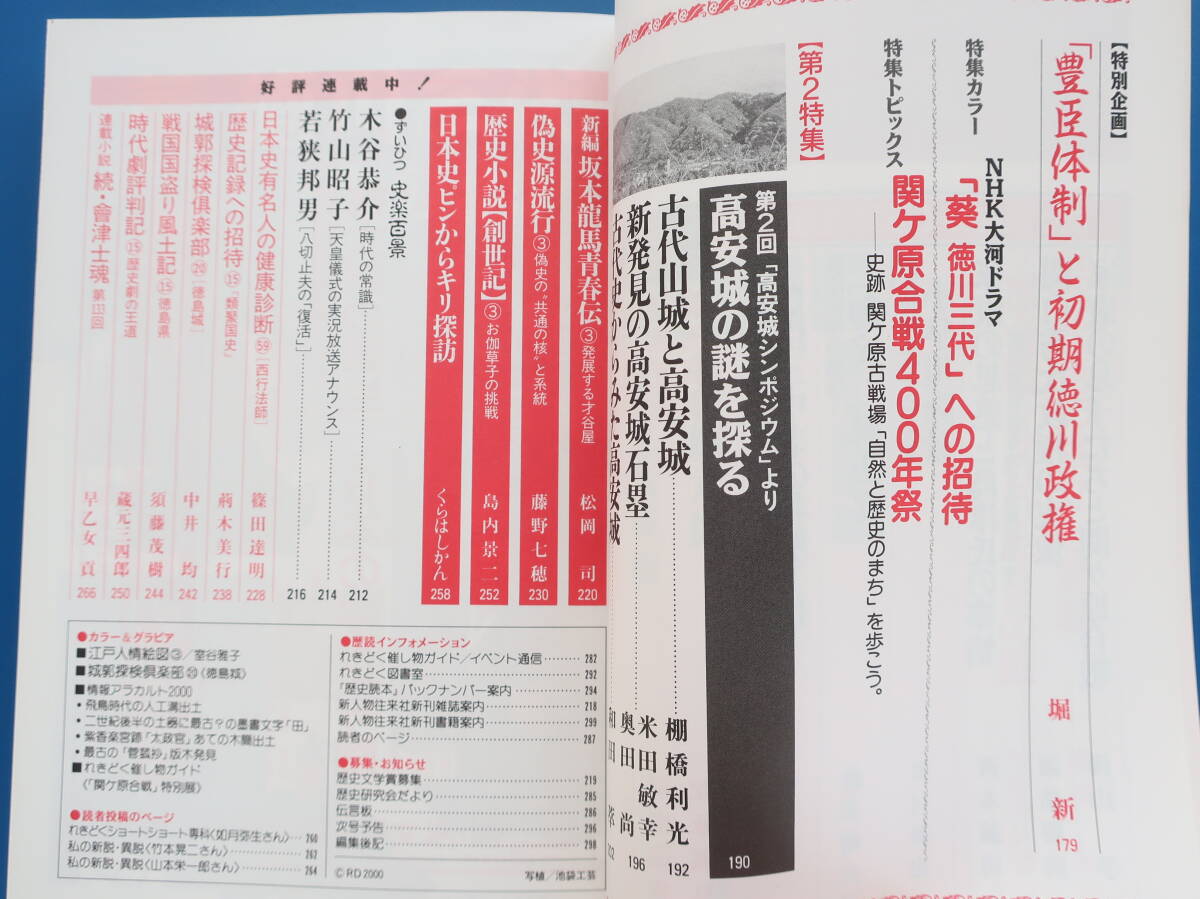 【特別企画】
「豊臣体制」と初期徳川政権
堀 新
179
特集カラー
NHK大河ドラマ
「葵 徳川三代」への招待
特集トピックス
関ケ原合戦400年祭
──史跡 関ケ原古戦場「自然と歴史のまち」を歩こう。
【第2特集】
第2回「高安城シンポジウム」より
高安城の謎を探る
190
古代山城と高安城
棚橋利光
192
新発見の高安城石塁
米田敏幸
奥田 尚
196
古代史からみた高安城
和田 萃
好評連載中!
新編 坂本龍馬青春伝③発展する才谷屋
松岡 司
220
偽史源流行③偽史の〝共通の核〟と系統
藤野七穂
230
歴史小説【創世記】③お伽草子の挑戦
島内景二
252
日本史ピンからキリ探訪
くらはしかん
258
●ずいひつ 史楽百景
木谷恭介[時代の常識]
212
竹山昭子[天皇儀式の実況放送アナウンス]
214
若狭邦男[八切止夫の「復活」]
216
日本史有名人の健康診断59[西行法師]
篠田達明
228
歴史記録への招待⑮「類聚国史」
荊木美行
238
城郭探検倶楽部⑳[徳島城]
中井 均
242
戦国国盗り風土記⑮徳島県
須藤茂樹
244
時代劇評判記⑮歴史劇の王道
蔵元三四郎
250
連載小説 続・會津士魂 第133回
早乙女 貢
266
●カラー&グラビア
■江戸人情絵図③/室谷雅子
■城郭探検倶楽部⑳〈徳島城〉
■情報アラカルト2000
・飛鳥時代の人工溝出土
・二世紀後半の土器に最古?の墨書文字「田」
・紫香楽宮跡「太政官」あての木簡出土
・最古の「菅芸抄」版木発見
■れきどく催し物ガイド
〈「関ケ原合戦」特別展〉
●読者投稿のページ
れきどくショートショート専科〈如月弥生さん〉… 260
私の新説・異説〈竹本晃二さん〉 262
私の新説・異説〈山本栄一郎さん〉 264
●歴読インフォメーション
れきどく催し物ガイド/イベント通信 282
れきどく図書室 292
「歴史読本」バックナンバー案内 294
新人物往来社新刊雑誌案内 218
新人物往来社新刊書籍案内 299
読者のページ 287
●募集・お知らせ
歴史文学賞募集 219
歴史研究会だより 285
伝言板 286
次号予告 296
編集後記 298
©RD2000
写植/池袋工芸